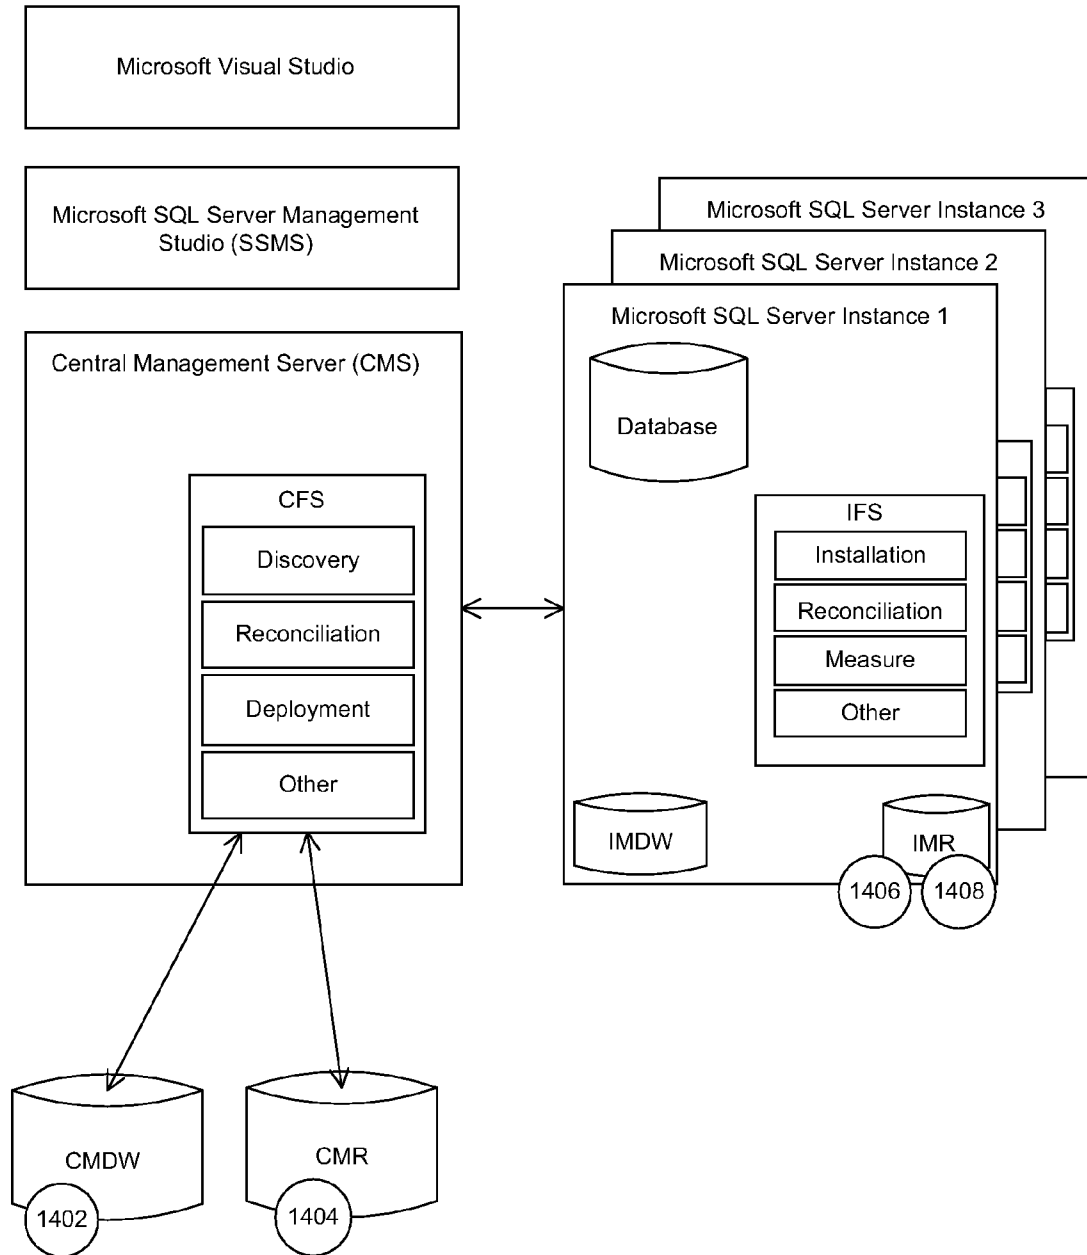 Microsoft Visual Studio
Microsoft SQL Server Management
Studio (SSMS)
Central Management Server (CMS)
CFS
Discovery
Reconciliation
Deployment
Other
Microsoft SQL Server Instance 3
Microsoft SQL Server Instance 2
Microsoft SQL Server Instance 1
Database
IFS
Installation
Reconciliation
Measure
Other
IMDW
IMR
1406
1408
CMDW
1402
CMR
1404